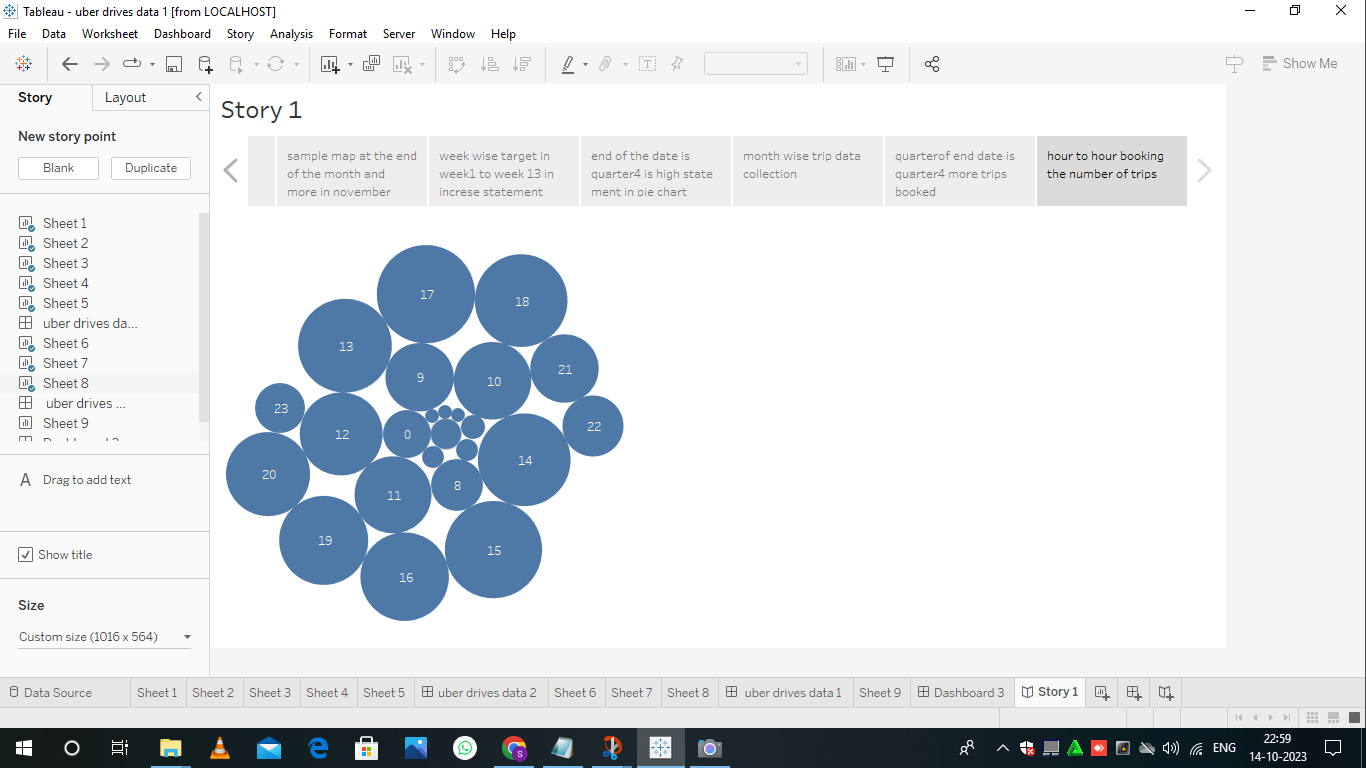 Tableau - uber drives data 1 [from LOCALHOST]
File Data Worksheet Dashboard Story Analysis Format Server Window Help
Show Me
Story Layout
New story point
Blank Duplicate
Sheet 1
Sheet 2
Sheet 3
Sheet 4
Sheet 5
uber drives da...
Sheet 6
Sheet 7
Sheet 8
uber drives ...
Sheet 9
A Drag to add text
Show title
Size
Custom size (1016 x 564)
Story 1
sample map at the end
of the month and
more in november
week wise target in
week1 to week 13 in
increse statement
end of the date is
quarter4 is high state
ment in pie chart
month wise trip data
collection
quarterof end date is
quarter4 more trips
booked
hour to hour booking
the number of trips
17
18
13
9
10
21
23
12
0
22
14
20
11
8
19
15
16
Data Source Sheet 1 Sheet 2 Sheet 3 Sheet 4 Sheet 5 uber drives data 2 Sheet 6 Sheet 7 Sheet 8 uber drives data 1 Sheet 9 Dashboard 3 Story 1
ENG
22:59
14-10-2023